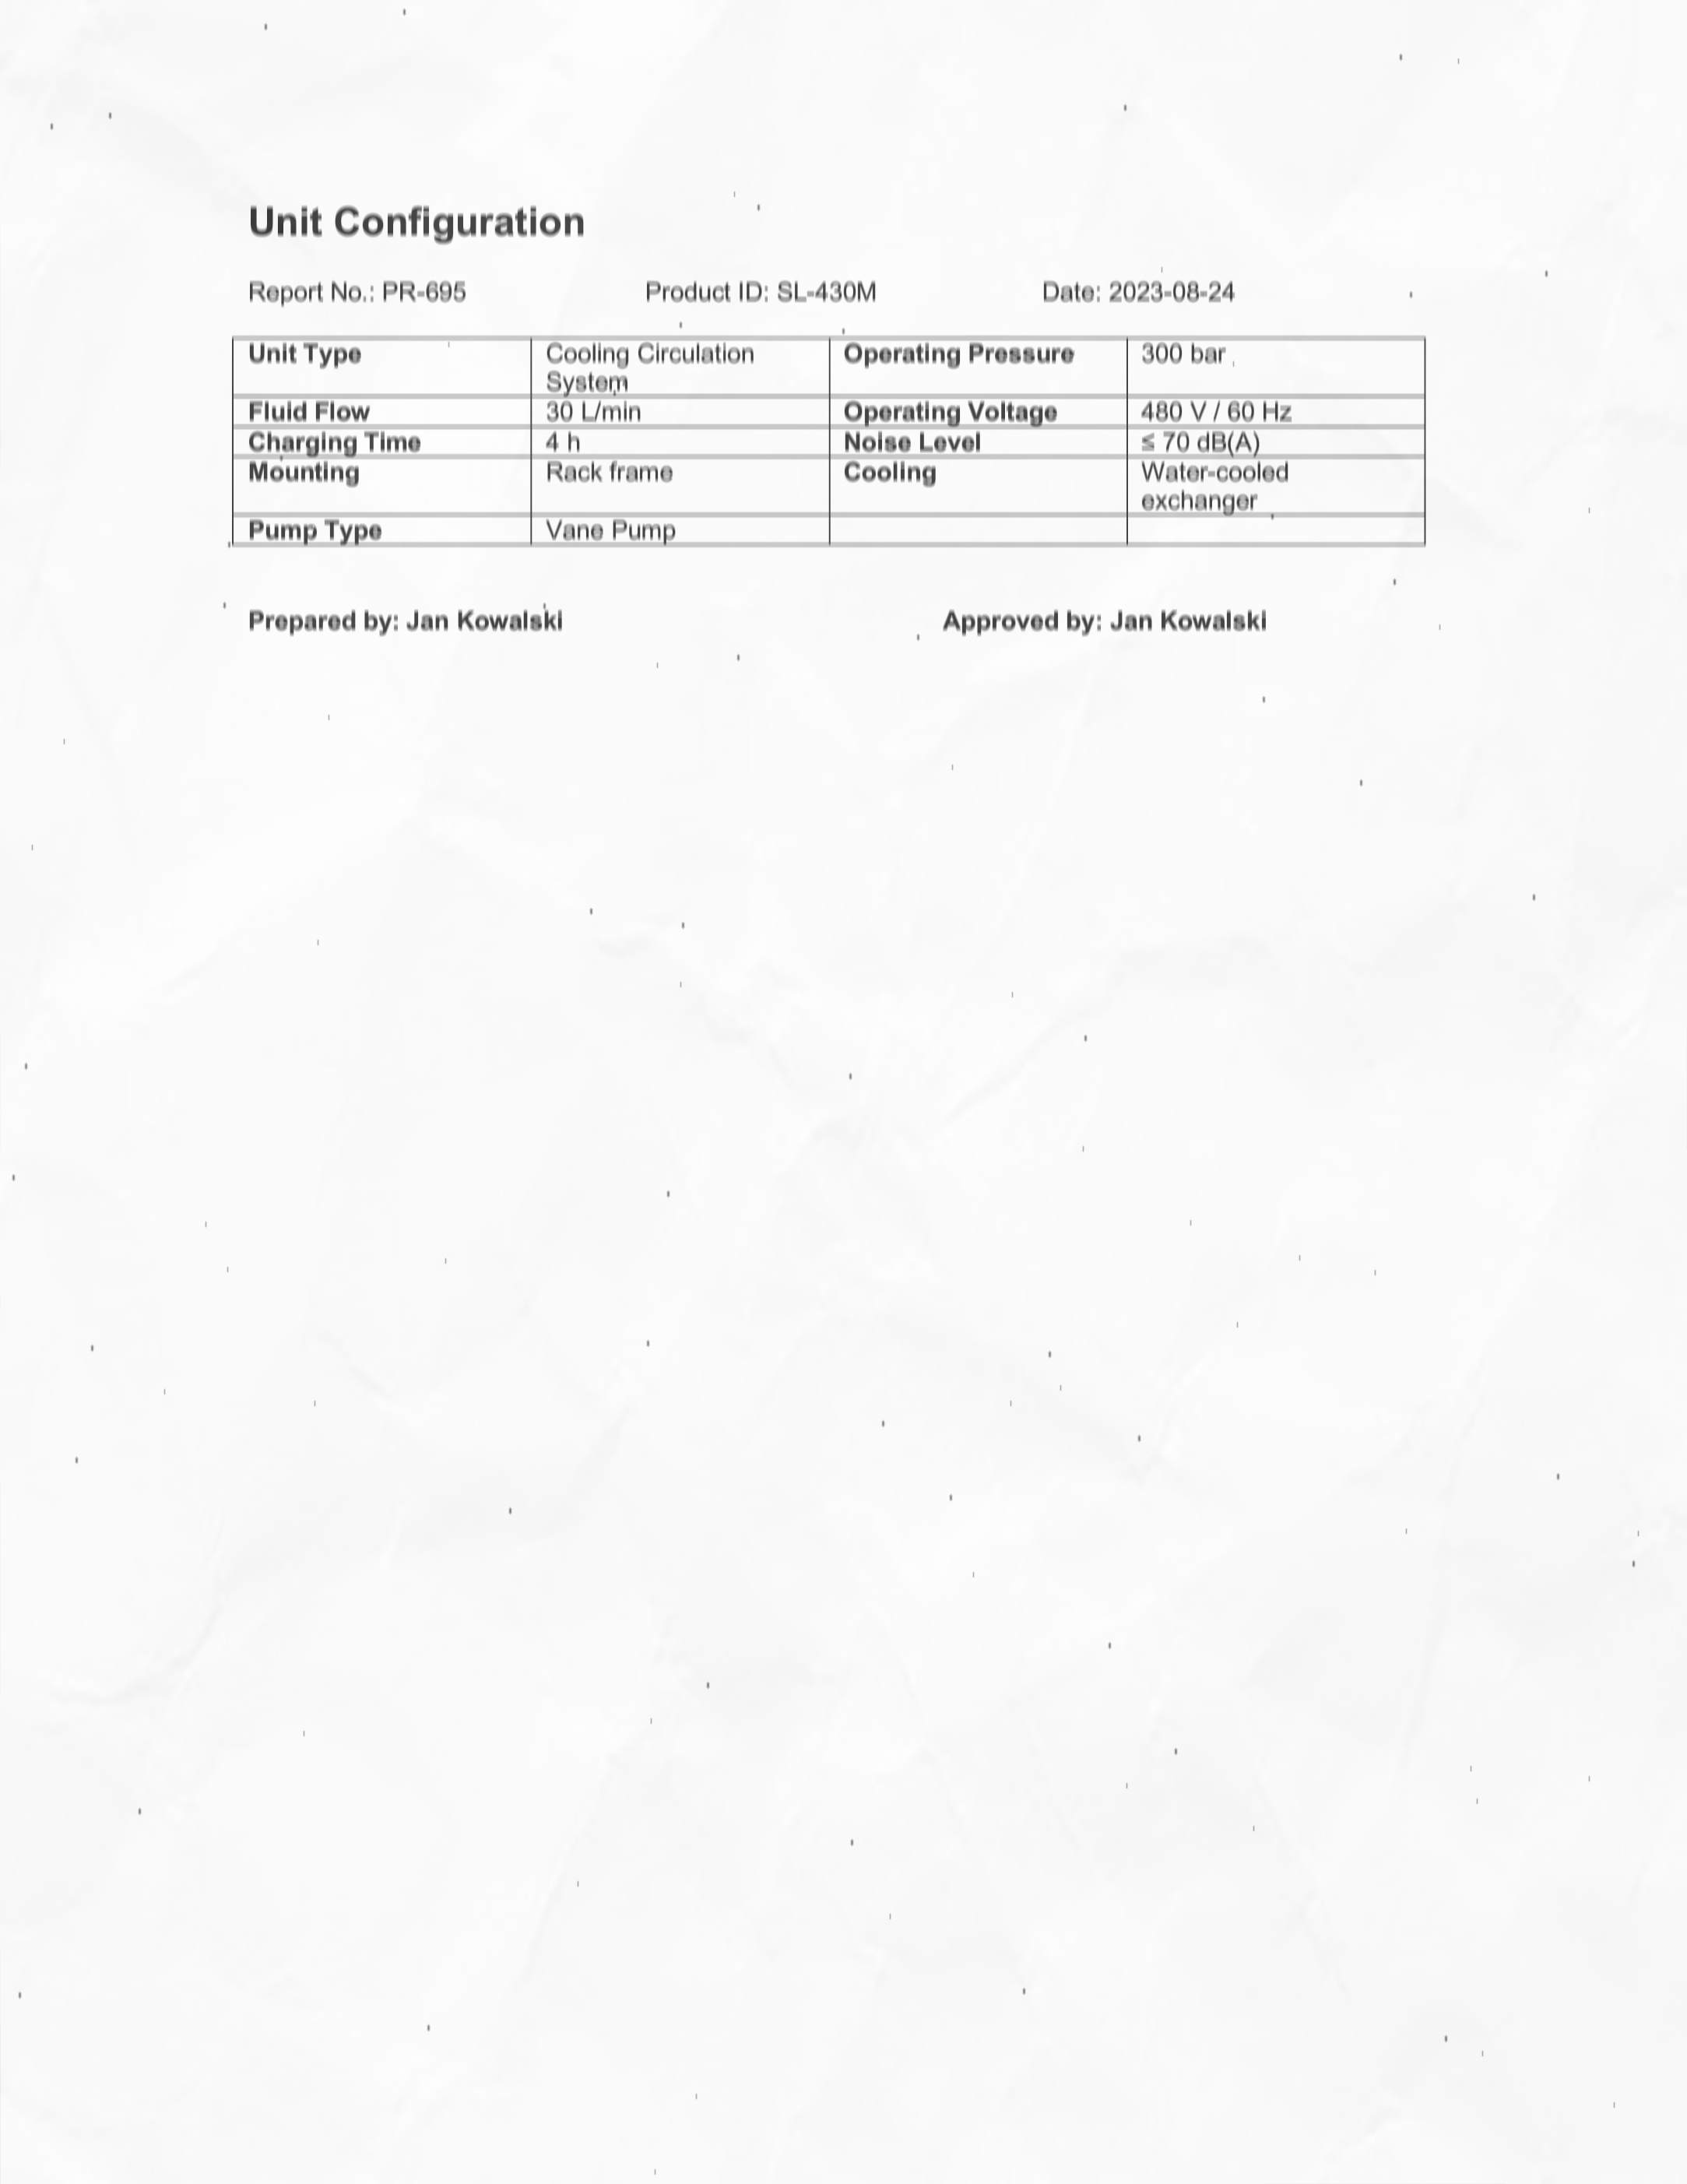 Unit Configuration
Report No.: PR-695 Product ID: SL-430M Date: 2023-08-24
Unit Type Cooling Circulation System Operating Pressure 300 bar
Fluid Flow 30 L/min Operating Voltage 480 V / 60 Hz
Charging Time 4 h Noise Level ≤ 70 dB(A)
Mounting Rack frame Cooling Water-cooled exchanger
Pump Type Vane Pump
Prepared by: Jan Kowalski Approved by: Jan Kowalski